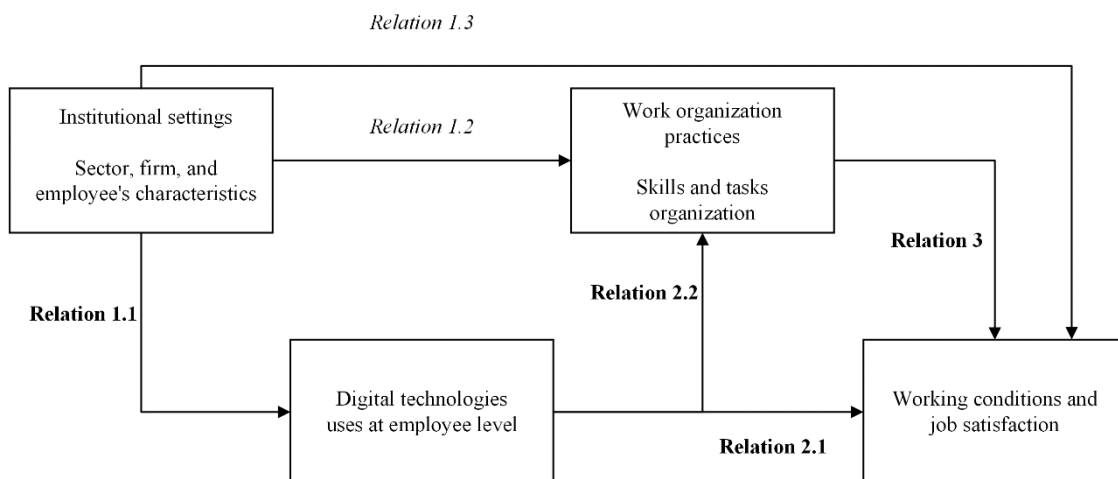 Relation 1.3
Institutional settings
Sector, firm, and
employee's characteristics
Relation 1.2
Work organization
practices
Skills and tasks
organization
Relation 3
Relation 2.2
Relation 1.1
Digital technologies
uses at employee level
Working conditions and
job satisfaction
Relation 2.1